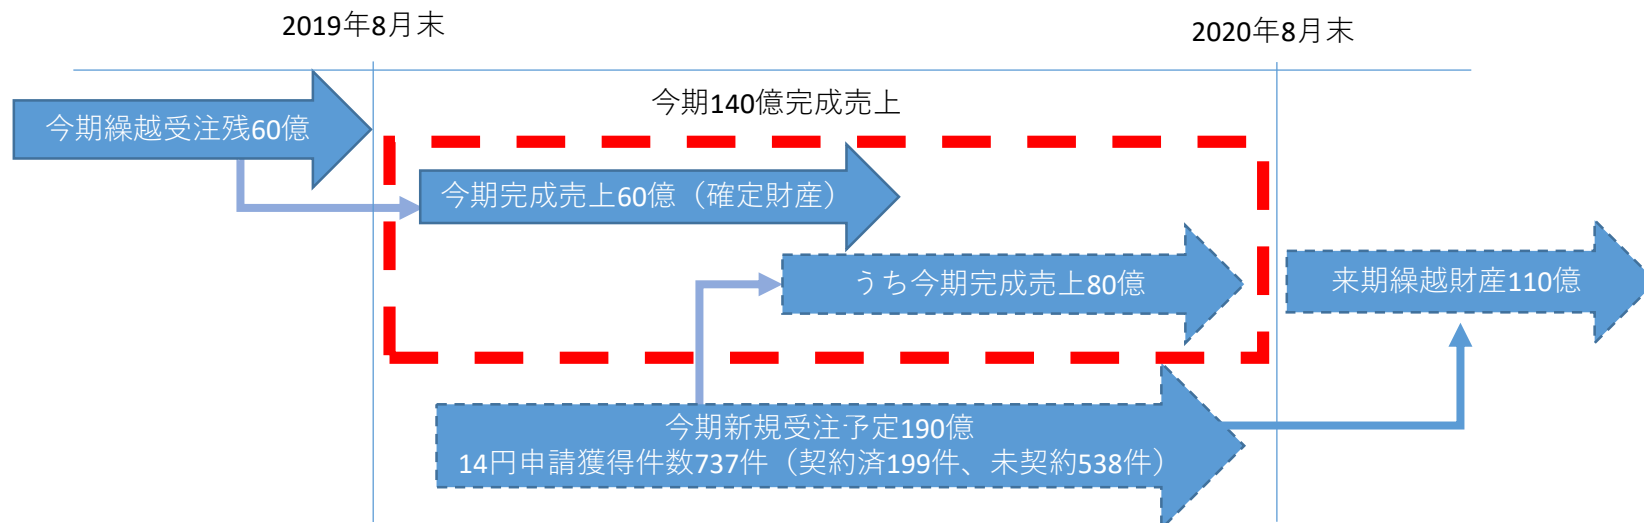 2019年8月末
2020年8月末
今期140億完成売上
今期繰越受注残60億
今期完成売上60億（確定財産）
うち今期完成売上80億
来期繰越財産110億
今期新規受注予定190億
14円申請獲得件数737件（契約済199件、未契約538件）